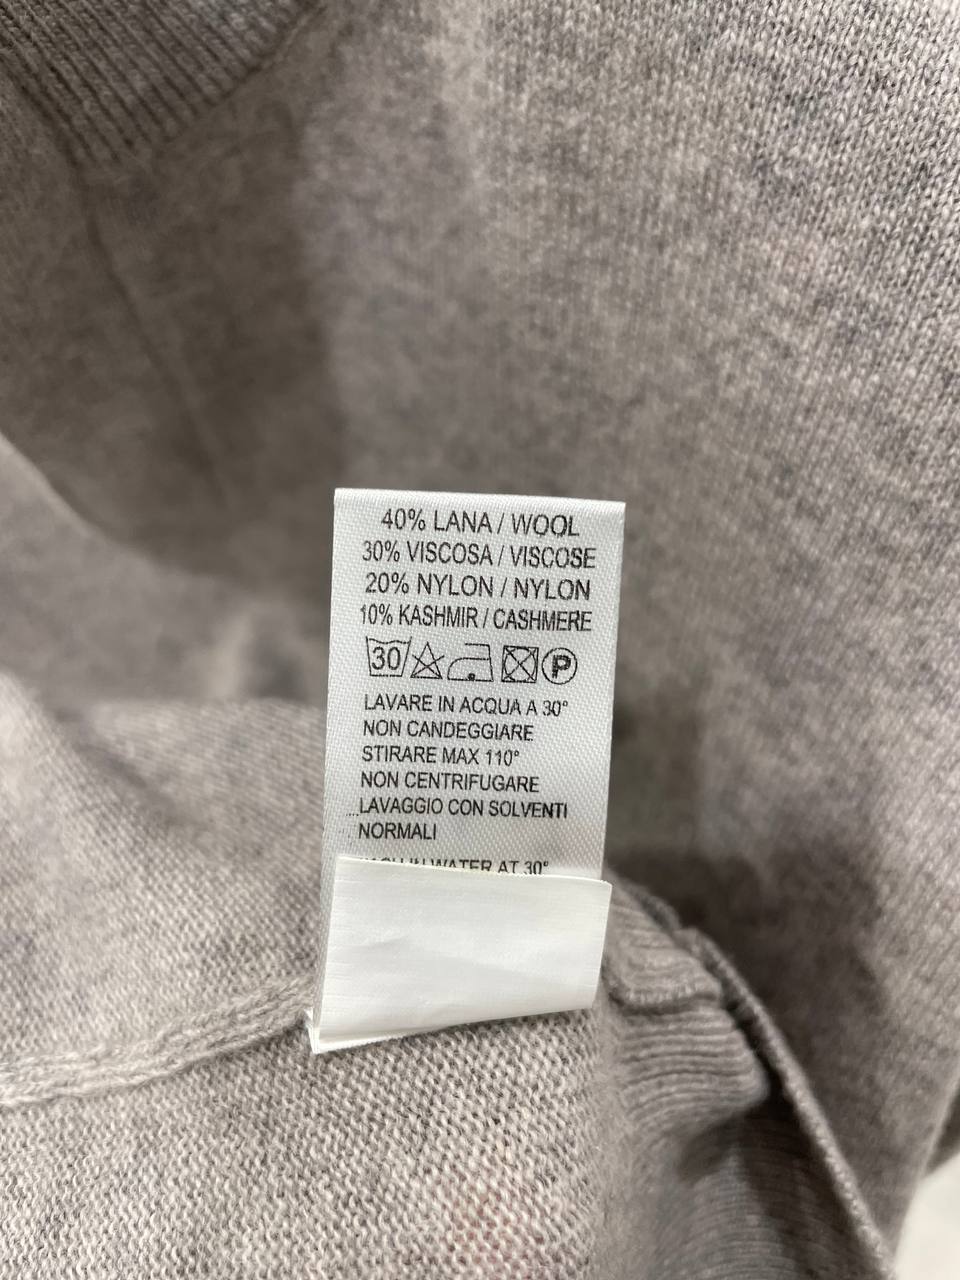 40% LANA / WOOL
30% VISCOSA / VISCOSE
20% NYLON / NYLON
10% KASHMIR / CASHMERE
30 P
LAVARE IN ACQUA A 30°
NON CANDEGGIARE
STIRARE MAX 110°
NON CENTRIFUGARE
LAVAGGIO CON SOLVENTI
NORMALI
IN WATER AT 30°